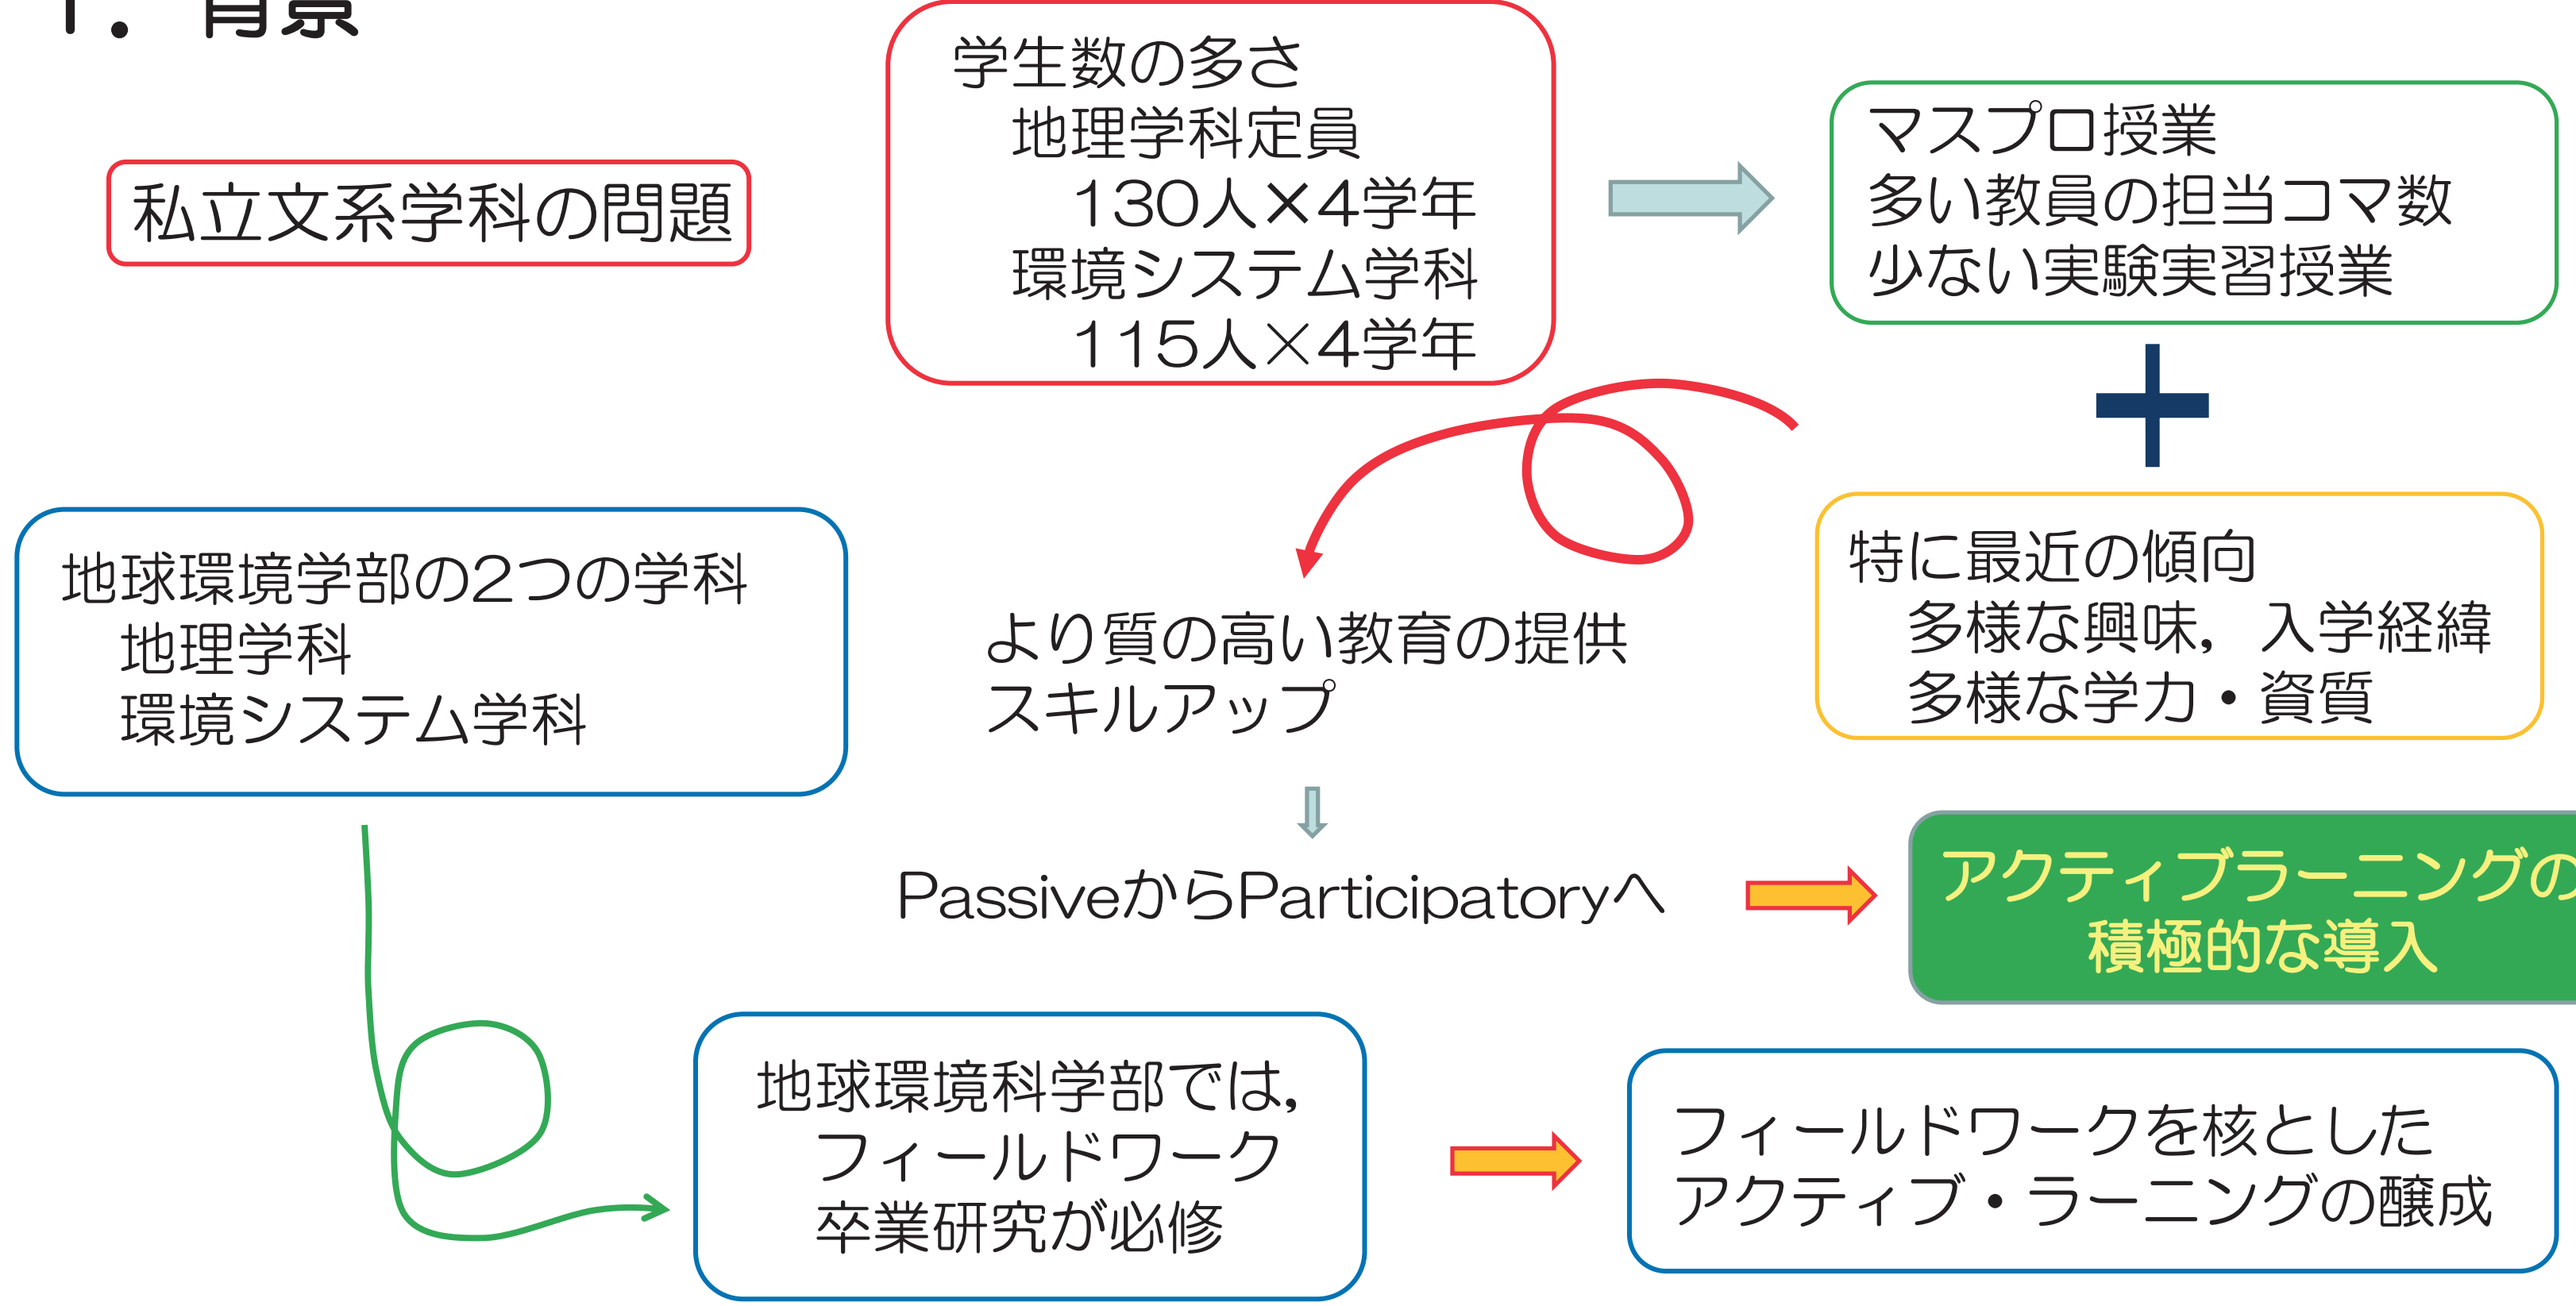 1．背景
私立文系学科の問題
学生数の多さ
地理学科定員
130人×4学年
環境システム学科
115人×4学年
マスプロ授業
多い教員の担当コマ数
少ない実験実習授業
特に最近の傾向
多様な興味，入学経緯
多様な学力・資質
より質の高い教育の提供
スキルアップ
PassiveからParticipatoryへ
アクティブラーニングの
積極的な導入
地球環境学部の2つの学科
地理学科
環境システム学科
地球環境科学部では，
フィールドワーク
卒業研究が必修
フィールドワークを核とした
アクティブ・ラーニングの醸成